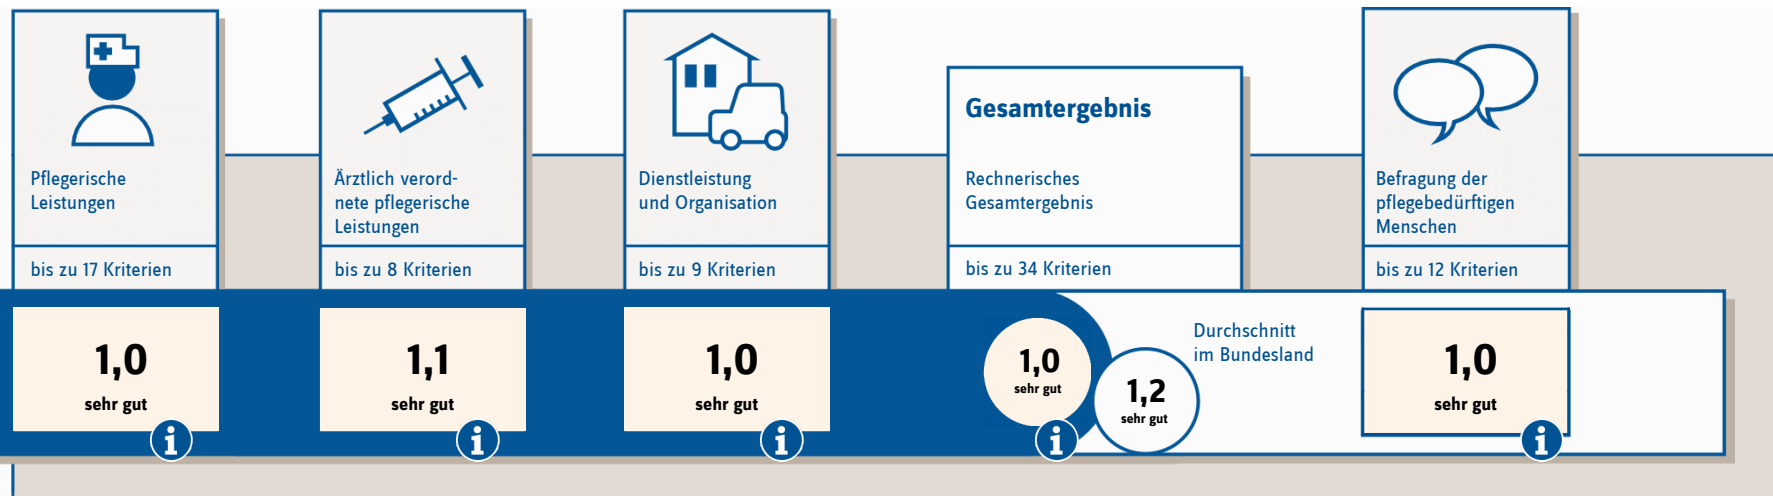 Pflegerische
Leistungen
bis zu 17 Kriterien
1,0
sehr gut
i
Ärztlich verord-
nete pflegerische
Leistungen
bis zu 8 Kriterien
1,1
sehr gut
i
Dienstleistung
und Organisation
bis zu 9 Kriterien
1,0
sehr gut
i
Gesamtergebnis
Rechnerisches
Gesamtergebnis
bis zu 34 Kriterien
1,0
sehr gut
i
1,2
sehr gut
Durchschnitt
im Bundesland
Befragung der
pflegebedürftigen
Menschen
bis zu 12 Kriterien
1,0
sehr gut
i